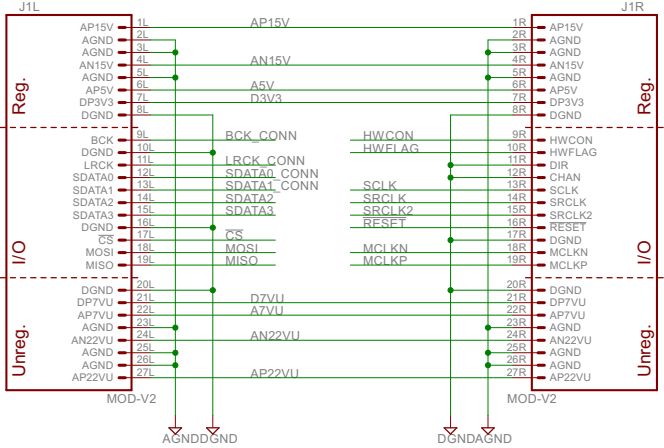 J1L J1R
AP15V 1L AP15V 1R AP15V
AGND 2L 2R AGND
AGND 3L 3R AGND
AN15V 4L AN15V 4R AN15V
AGND 5L 5R AGND
AP5V 6L A5V 6R AP5V
DP3V3 7L D3V3 7R DP3V3
DGND 8L 8R DGND
Reg. Reg.
BCK 9L BCK_CONN HWCON 9R HWCON
DGND 10L HWFLAG 10R HWFLAG
LRCK 11L LRCK_CONN 11R DIR
SDATA0 12L SDATA0_CONN 12R CHAN
SDATA1 13L SDATA1_CONN SCLK 13R SCLK
SDATA2 14L SDATA2 SRCLK 14R SRCLK
SDATA3 15L SDATA3 SRCLK2 15R SRCLK2
DGND 16L RESET 16R RESET
CS 17L CS 17R DGND
MOSI 18L MOSI MCLKN 18R MCLKN
MISO 19L MISO MCLKP 19R MCLKP
I/O I/O
DGND 20L 20R DGND
DP7VU 21L D7VU 21R DP7VU
AP7VU 22L A7VU 22R AP7VU
AGND 23L 23R AGND
AN22VU 24L AN22VU 24R AN22VU
AGND 25L 25R AGND
AGND 26L 26R AGND
AP22VU 27L AP22VU 27R AP22VU
Unreg. Unreg.
MOD-V2 MOD-V2
AGND DGND DGND AGND